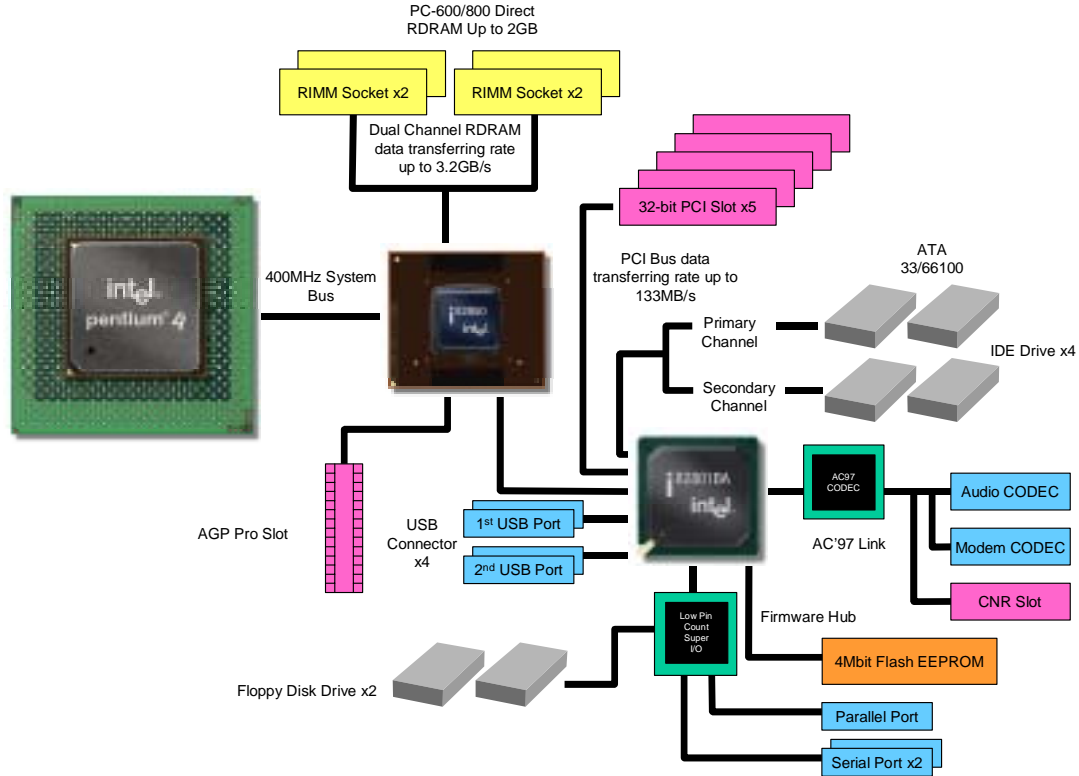 PC-600/800 Direct
RDRAM Up to 2GB
RIMM Socket x2
RIMM Socket x2
Dual Channel RDRAM
data transferring rate
up to 3.2GB/s
32-bit PCI Slot x5
intel
pentium® 4
400MHz System
Bus
intel
PCI Bus data
transferring rate up to
133MB/s
ATA
33/66100
Primary
Channel
Secondary
Channel
IDE Drive x4
AGP Pro Slot
USB
Connector
x4
1st USB Port
2nd USB Port
intel
AC97
CODEC
AC'97 Link
Audio CODEC
Modem CODEC
CNR Slot
Low Pin
Count
Super
I/O
Firmware Hub
4Mbit Flash EEPROM
Floppy Disk Drive x2
Parallel Port
Serial Port x2